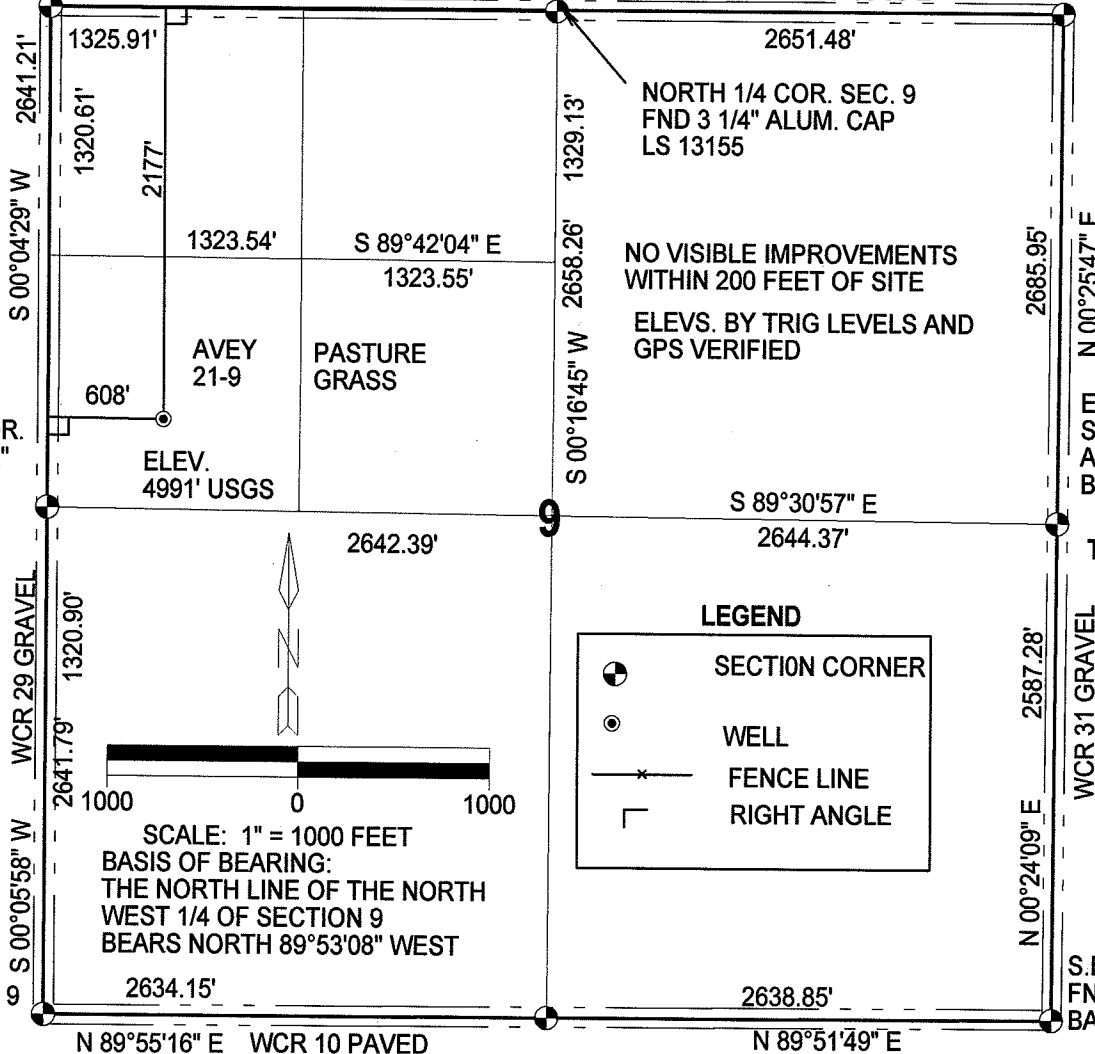 1325.91'
2651.48'
2641.21'
1320.61'
2177'
1329.13'
NORTH 1/4 COR. SEC. 9
FND 3 1/4" ALUM. CAP
LS 13155
S 00°04'29" W
1323.54'
S 89°42'04" E
1323.55'
2658.26'
NO VISIBLE IMPROVEMENTS
WITHIN 200 FEET OF SITE
2685.95'
N 00°25'47" E
ELEVS. BY TRIG LEVELS AND
GPS VERIFIED
AVEY
21-9
PASTURE
GRASS
S 00°16'45" W
608'
R.
"
E
S
A
B
ELEV.
4991' USGS
S 89°30'57" E
9
2642.39'
2644.37'
T
WCR 29 GRAVEL
1320.90'
N
LEGEND
SECTION CORNER
WELL
FENCE LINE
RIGHT ANGLE
2587.28'
WCR 31 GRAVEL
2641.79'
1000 0 1000
SCALE: 1" = 1000 FEET
BASIS OF BEARING:
THE NORTH LINE OF THE NORTH
WEST 1/4 OF SECTION 9
BEARS NORTH 89°53'08" WEST
S 00°05'58" W
N 00°24'09" E
9
2634.15'
2638.85'
S.E
FN
BA
N 89°55'16" E WCR 10 PAVED
N 89°51'49" E